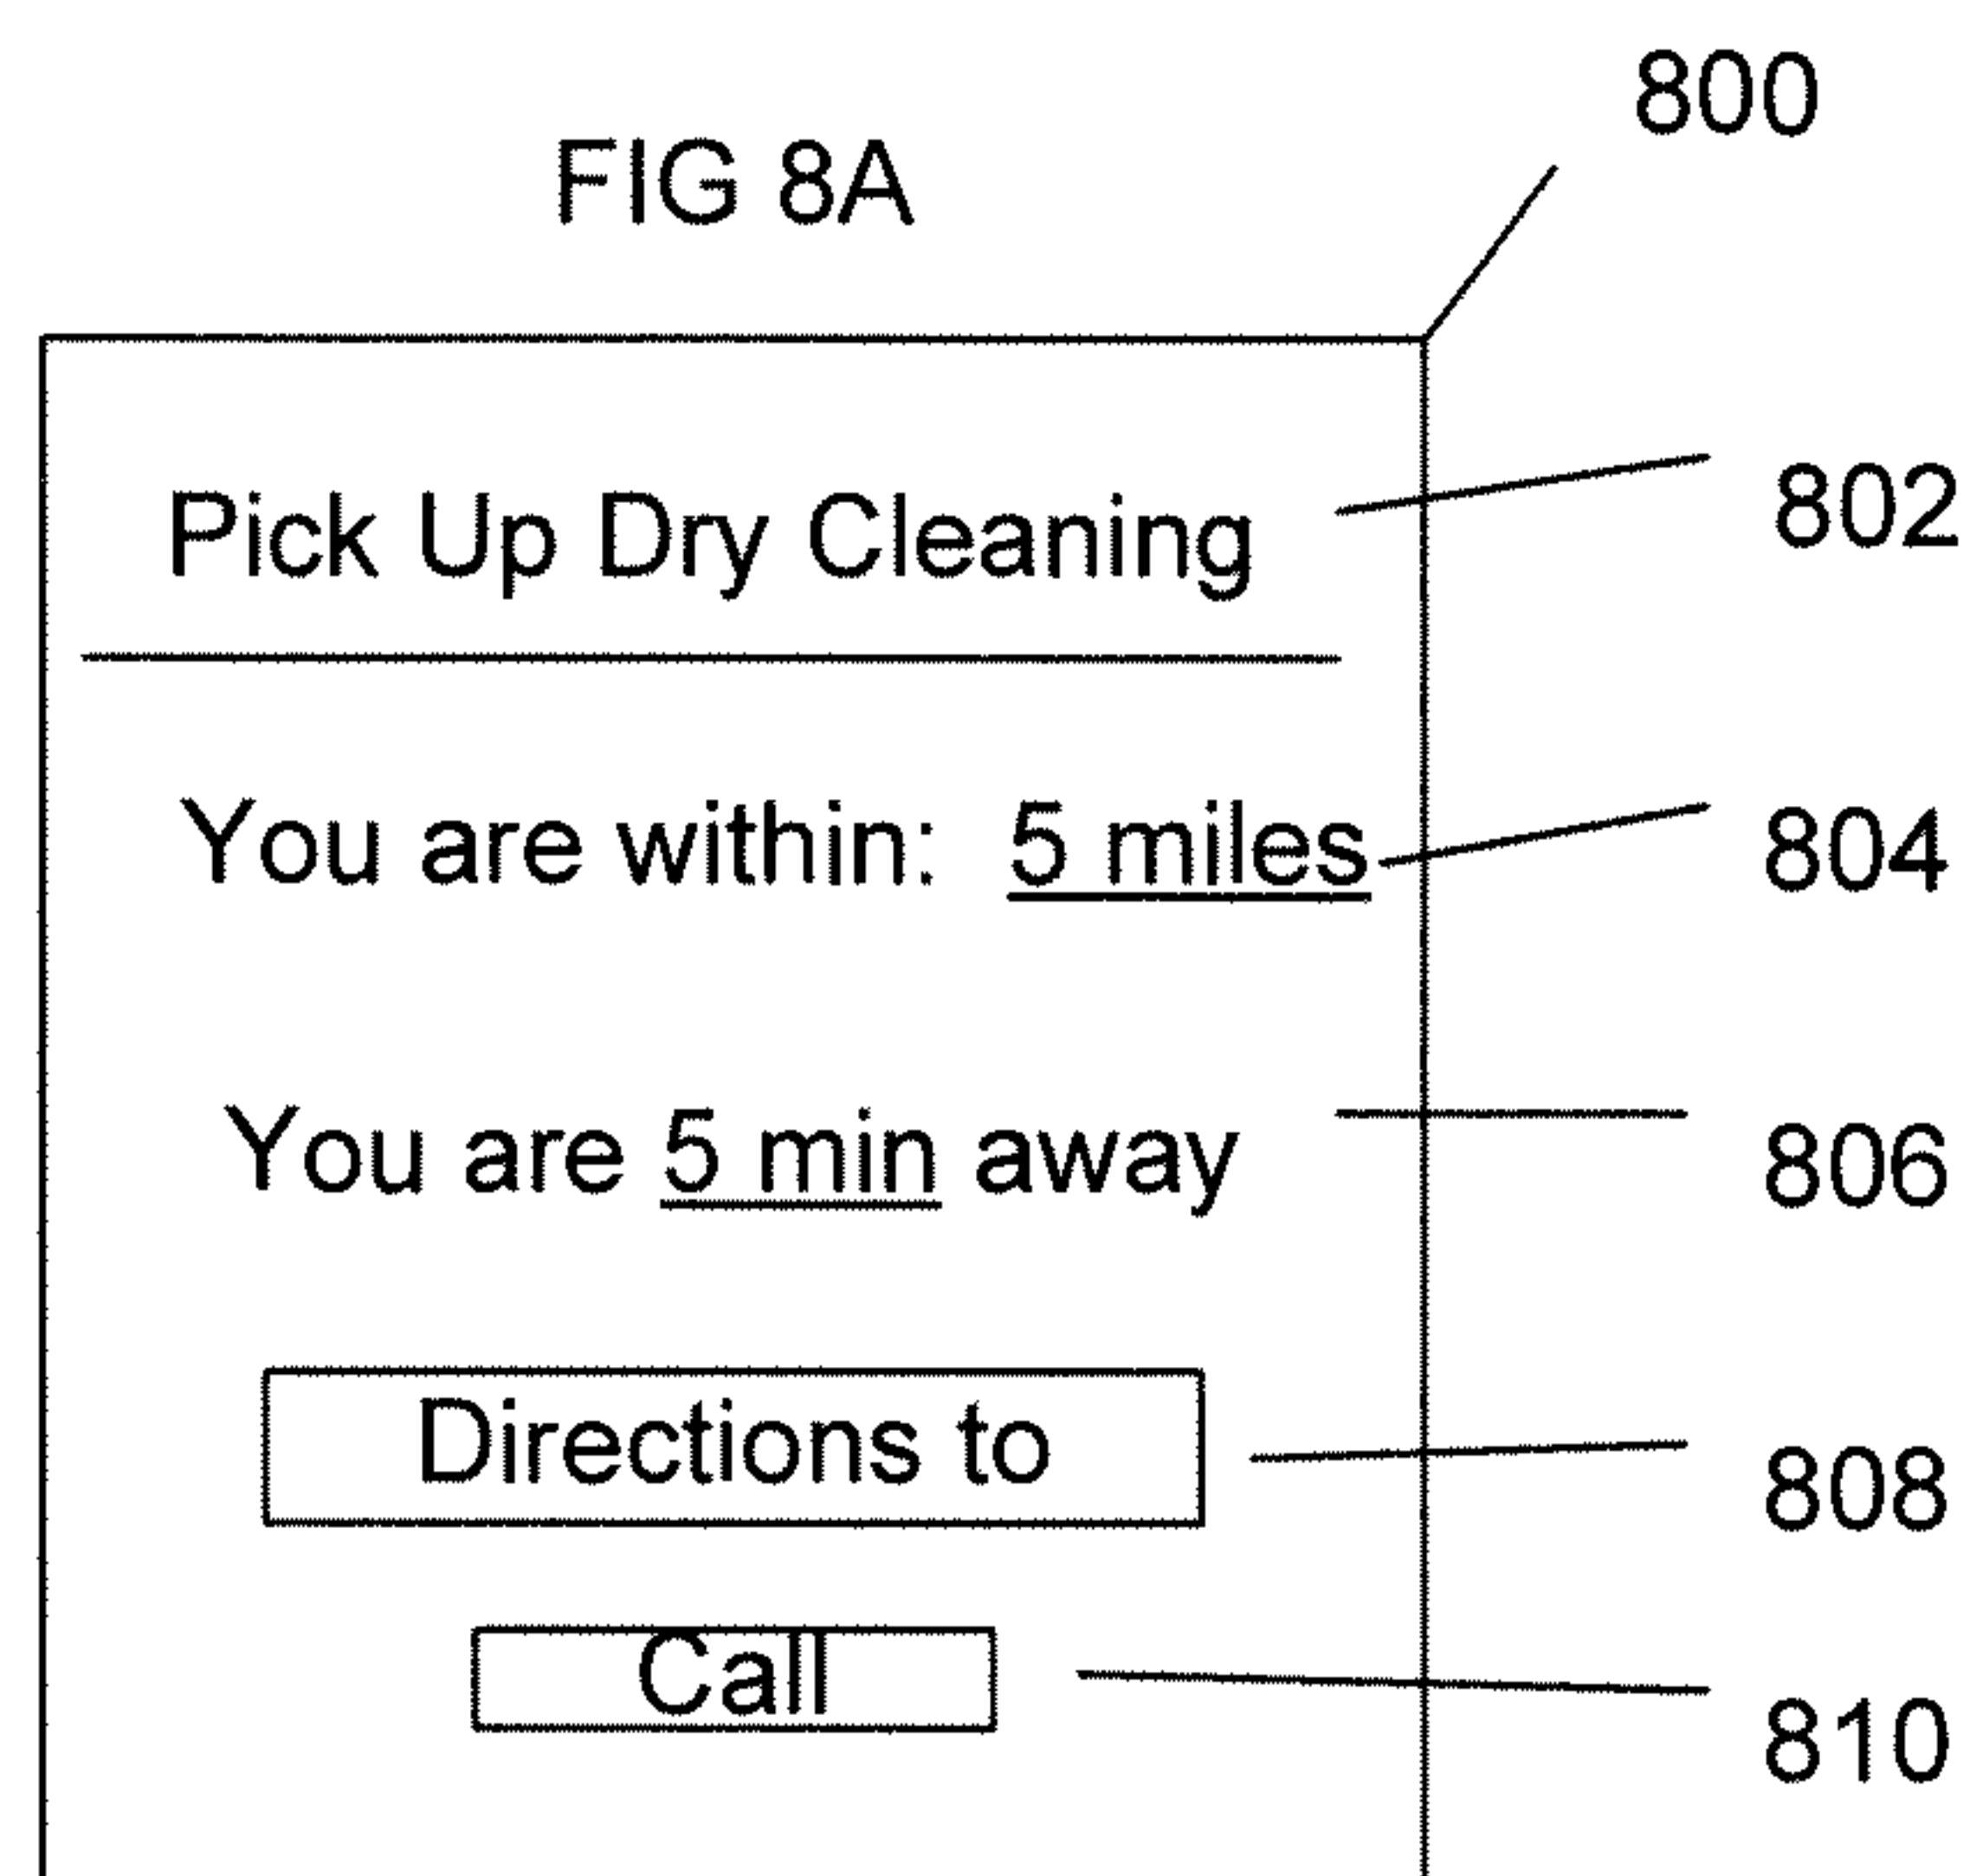 800
FIG 8A
Pick Up Dry Cleaning
802
You are within: 5 miles
804
You are 5 min away
806
Directions to
808
Call
810